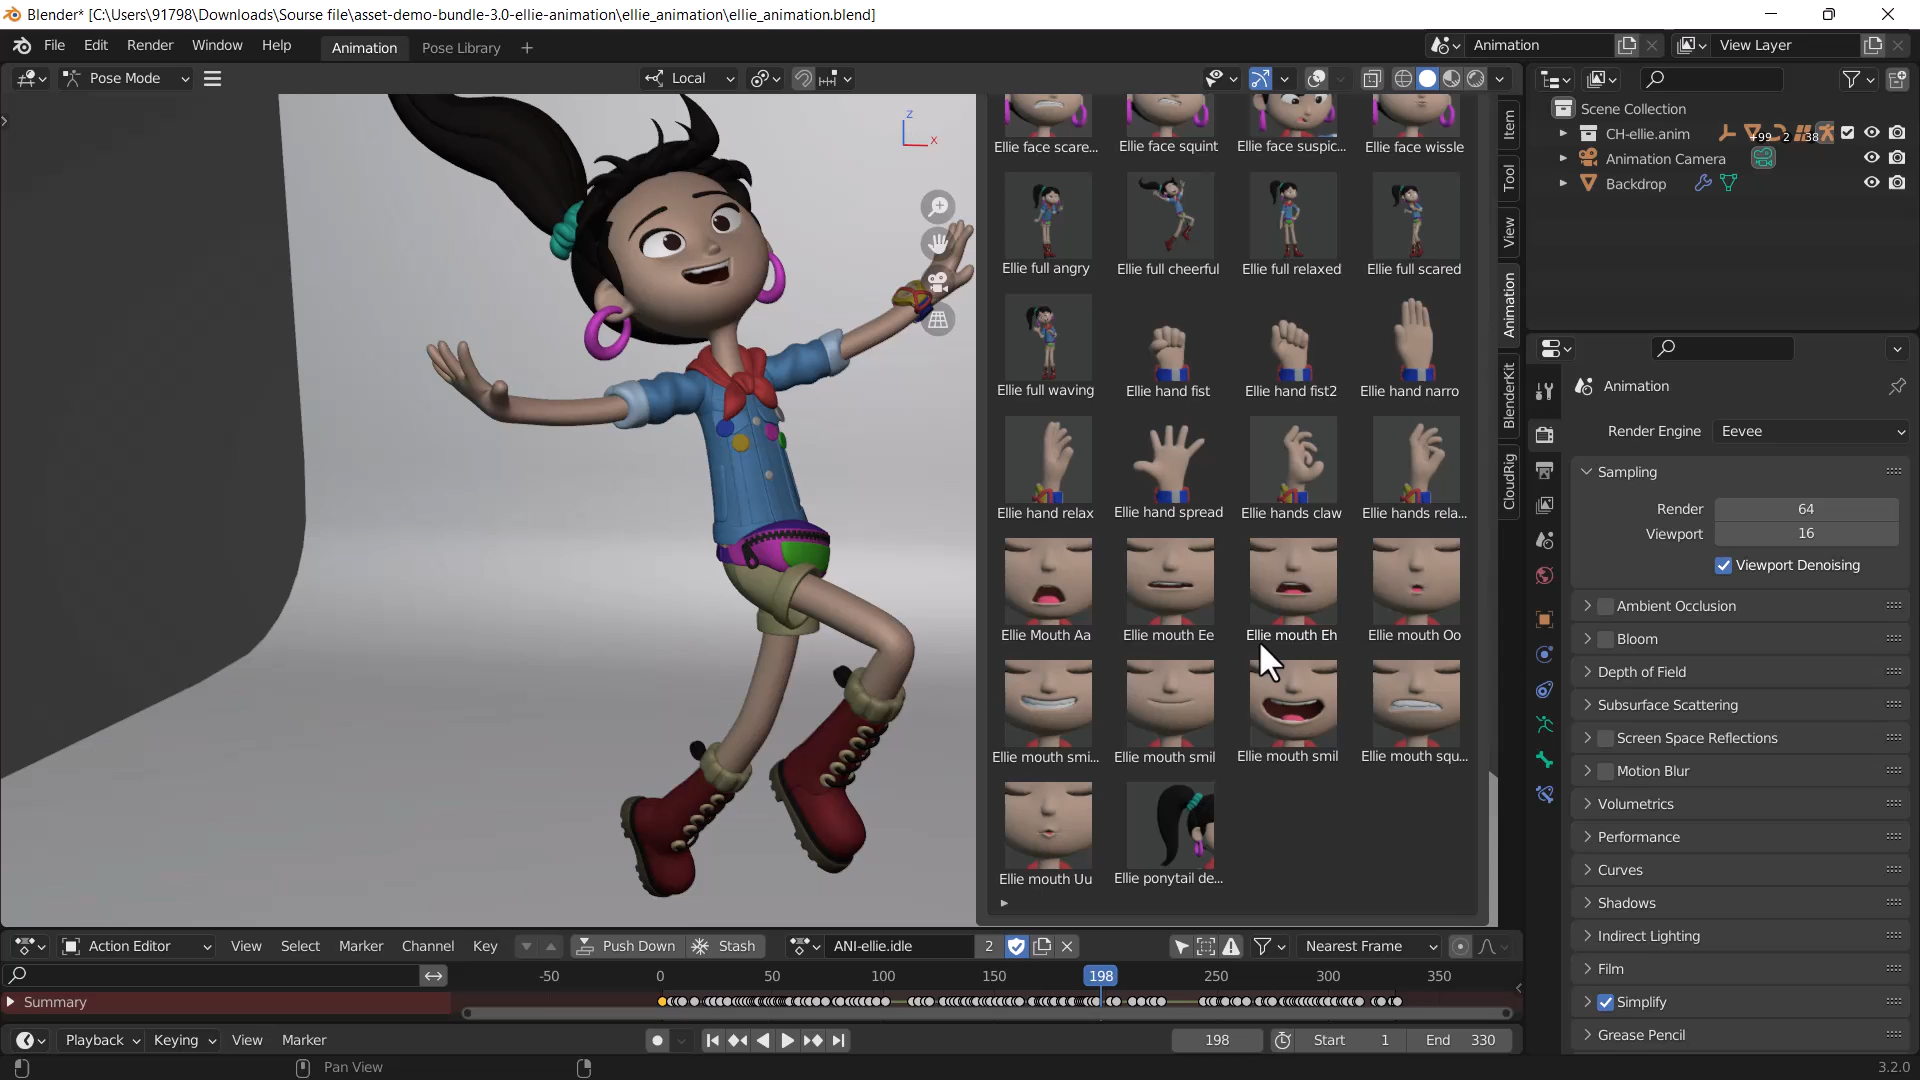 Blender* [C:\Users\91798\Downloads\Sourse file\asset-demo-bundle-3.0-ellie-animation\ellie_animation\ellie_animation.blend]
File Edit Render Window Help Animation Pose Library + Animation View Layer
Pose Mode Local
Z
X
Ellie face scare... Ellie face squint Ellie face suspic... Ellie face wissle
Ellie full angry Ellie full cheerful Ellie full relaxed Ellie full scared
Ellie full waving Ellie hand fist Ellie hand fist2 Ellie hand narro
Ellie hand relax Ellie hand spread Ellie hands claw Ellie hands rela...
Ellie Mouth Aa Ellie mouth Ee Ellie mouth Eh Ellie mouth Oo
Ellie mouth smi... Ellie mouth smil Ellie mouth smil Ellie mouth squ...
Ellie mouth Uu Ellie ponytail de...
Item
Tool
View
Animation
BlenderKit
CloudRig
Scene Collection
CH-ellie.anim +99 2 38
Animation Camera
Backdrop
Animation
Render Engine Eevee
Sampling
Render 64
Viewport 16
Viewport Denoising
Ambient Occlusion
Bloom
Depth of Field
Subsurface Scattering
Screen Space Reflections
Motion Blur
Volumetrics
Performance
Curves
Shadows
Indirect Lighting
Film
Simplify
Grease Pencil
Action Editor View Select Marker Channel Key Push Down Stash ANI-ellie.idle 2 Nearest Frame
-50 0 50 100 150 198 250 300 350
Summary
Playback Keying View Marker 198 Start 1 End 330
Pan View 3.2.0